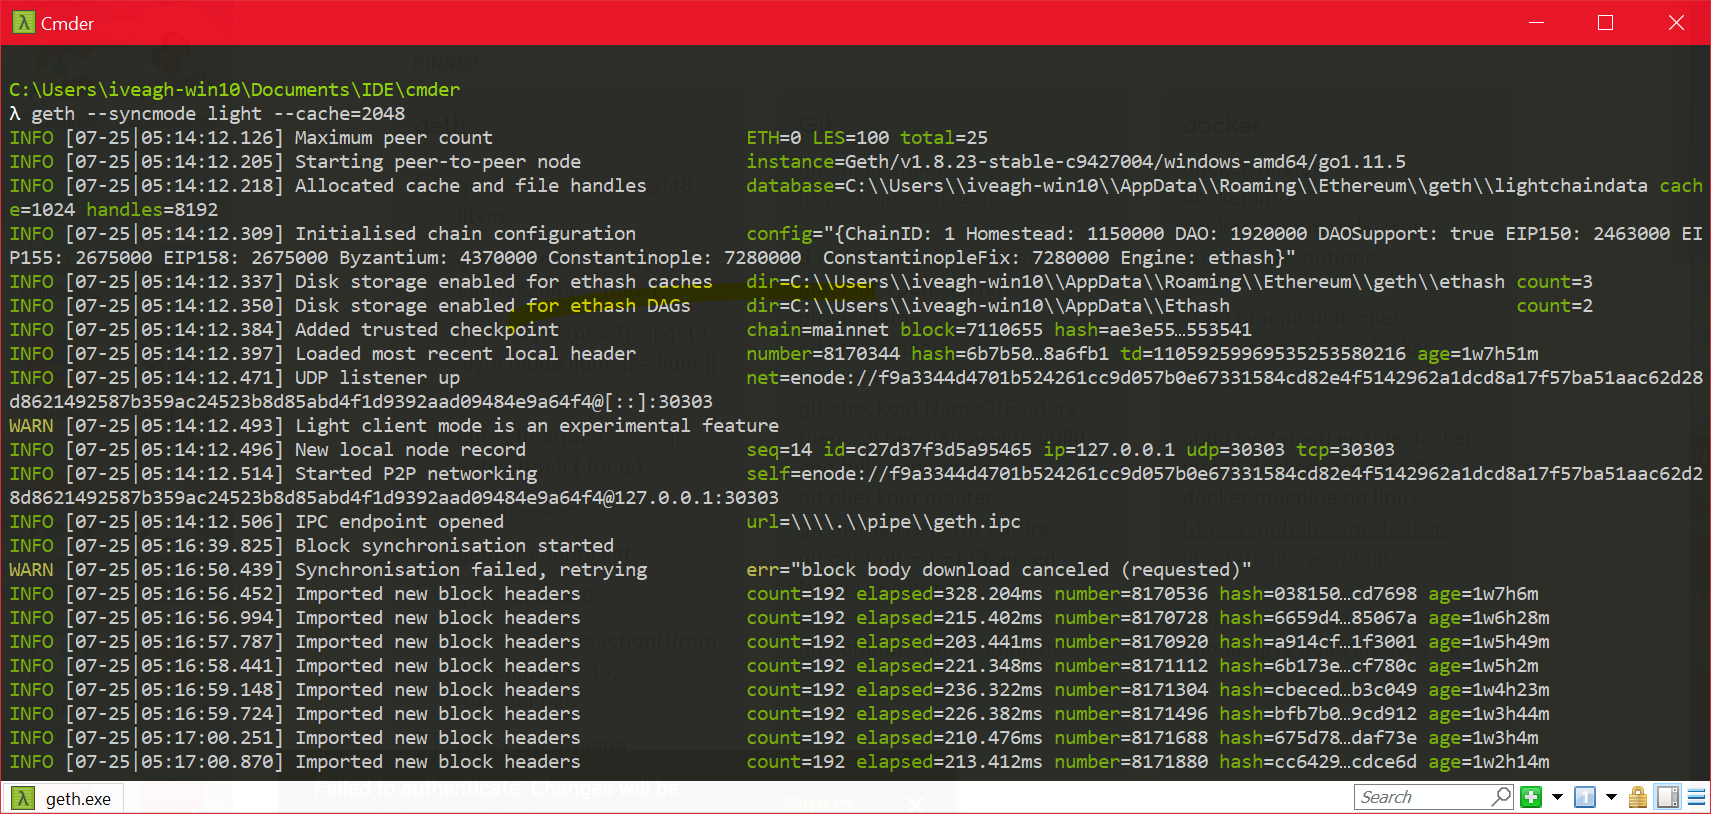 Cmder
C:\Users\iveagh-win10\Documents\IDE\cmder
λ geth --syncmode light --cache=2048
INFO [07-25|05:14:12.126] Maximum peer count ETH=0 LES=100 total=25
INFO [07-25|05:14:12.205] Starting peer-to-peer node instance=Geth/v1.8.23-stable-c9427004/windows-amd64/go1.11.5
INFO [07-25|05:14:12.218] Allocated cache and file handles database=C:\\Users\\iveagh-win10\\AppData\\Roaming\\Ethereum\\geth\\lightchaindata cach
e=1024 handles=8192
INFO [07-25|05:14:12.309] Initialised chain configuration config="{ChainID: 1 Homestead: 1150000 DAO: 1920000 DAOSupport: true EIP150: 2463000 EI
P155: 2675000 EIP158: 2675000 Byzantium: 4370000 Constantinople: 7280000  ConstantinopleFix: 7280000 Engine: ethash}"
INFO [07-25|05:14:12.337] Disk storage enabled for ethash caches dir=C:\\Users\\iveagh-win10\\AppData\\Roaming\\Ethereum\\geth\\ethash count=3
INFO [07-25|05:14:12.350] Disk storage enabled for ethash DAGs dir=C:\\Users\\iveagh-win10\\AppData\\Ethash count=2
INFO [07-25|05:14:12.384] Added trusted checkpoint chain=mainnet block=7110655 hash=ae3e55…553541
INFO [07-25|05:14:12.397] Loaded most recent local header number=8170344 hash=6b7b50…8a6fb1 td=11059259969535253580216 age=1w7h51m
INFO [07-25|05:14:12.471] UDP listener up net=enode://f9a3344d4701b524261cc9d057b0e67331584cd82e4f5142962a1dcd8a17f57ba51aac62d28
d8621492587b359ac24523b8d85abd4f1d9392aad09484e9a64f4@[::]:30303
WARN [07-25|05:14:12.493] Light client mode is an experimental feature
INFO [07-25|05:14:12.496] New local node record seq=14 id=c27d37f3d5a95465 ip=127.0.0.1 udp=30303 tcp=30303
INFO [07-25|05:14:12.514] Started P2P networking self=enode://f9a3344d4701b524261cc9d057b0e67331584cd82e4f5142962a1dcd8a17f57ba51aac62d2
8d8621492587b359ac24523b8d85abd4f1d9392aad09484e9a64f4@127.0.0.1:30303
INFO [07-25|05:14:12.506] IPC endpoint opened url=\\\\.\\pipe\\geth.ipc
INFO [07-25|05:16:39.825] Block synchronisation started
WARN [07-25|05:16:50.439] Synchronisation failed, retrying err="block body download canceled (requested)"
INFO [07-25|05:16:56.452] Imported new block headers count=192 elapsed=328.204ms number=8170536 hash=038150…cd7698 age=1w7h6m
INFO [07-25|05:16:56.994] Imported new block headers count=192 elapsed=215.402ms number=8170728 hash=6659d4…85067a age=1w6h28m
INFO [07-25|05:16:57.787] Imported new block headers count=192 elapsed=203.441ms number=8170920 hash=a914cf…1f3001 age=1w5h49m
INFO [07-25|05:16:58.441] Imported new block headers count=192 elapsed=221.348ms number=8171112 hash=6b173e…cf780c age=1w5h2m
INFO [07-25|05:16:59.148] Imported new block headers count=192 elapsed=236.322ms number=8171304 hash=cbeced…b3c049 age=1w4h23m
INFO [07-25|05:16:59.724] Imported new block headers count=192 elapsed=226.382ms number=8171496 hash=bfb7b0…9cd912 age=1w3h44m
INFO [07-25|05:17:00.251] Imported new block headers count=192 elapsed=210.476ms number=8171688 hash=675d78…daf73e age=1w3h4m
INFO [07-25|05:17:00.870] Imported new block headers count=192 elapsed=213.412ms number=8171880 hash=cc6429…cdce6d age=1w2h14m
geth.exe
Search